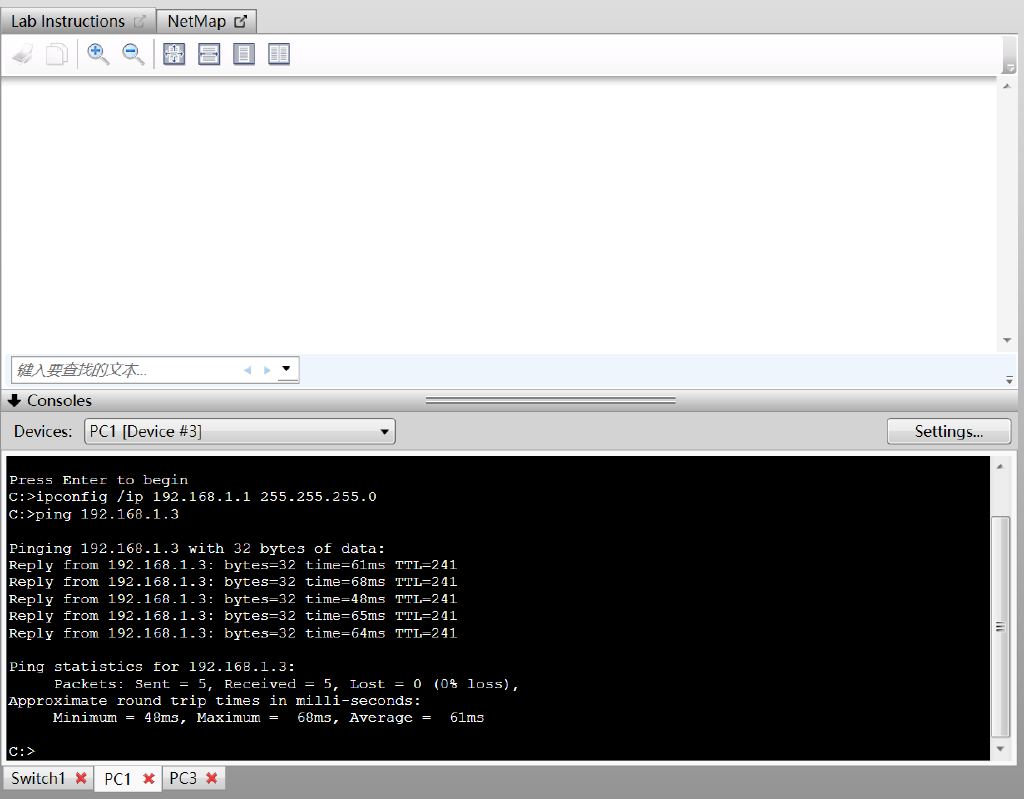 Lab Instructions NetMap
键入要查找的文本...
Consoles
Devices: PC1 [Device #3] Settings...
Press Enter to begin
C:>ipconfig /ip 192.168.1.1 255.255.255.0
C:>ping 192.168.1.3
Pinging 192.168.1.3 with 32 bytes of data:
Reply from 192.168.1.3: bytes=32 time=61ms TTL=241
Reply from 192.168.1.3: bytes=32 time=68ms TTL=241
Reply from 192.168.1.3: bytes=32 time=48ms TTL=241
Reply from 192.168.1.3: bytes=32 time=65ms TTL=241
Reply from 192.168.1.3: bytes=32 time=64ms TTL=241
Ping statistics for 192.168.1.3:
Packets: Sent = 5, Received = 5, Lost = 0 (0% loss),
Approximate round trip times in milli-seconds:
Minimum = 48ms, Maximum =  68ms, Average =  61ms
C:>
Switch1 PC1 PC3